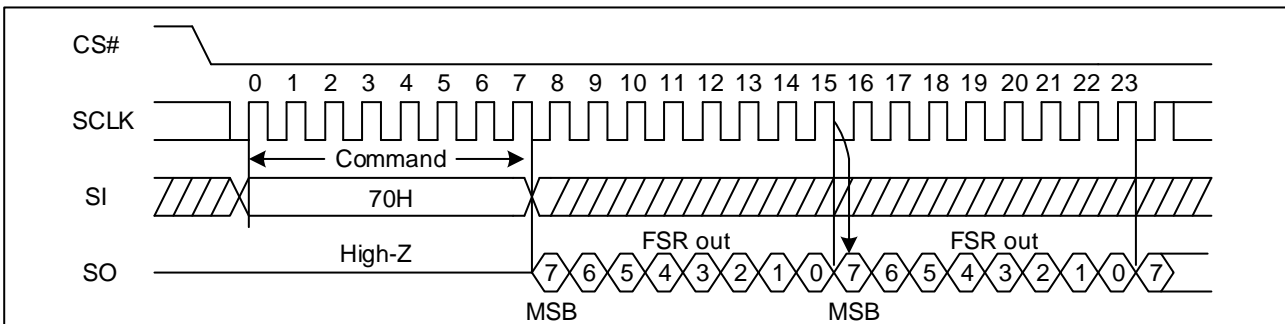 CS#
0 1 2 3 4 5 6 7 8 9 10 11 12 13 14 15 16 17 18 19 20 21 22 23
SCLK
Command
SI
70H
High-Z
FSR out
FSR out
SO
7 6 5 4 3 2 1 0 7 6 5 4 3 2 1 0 7
MSB
MSB